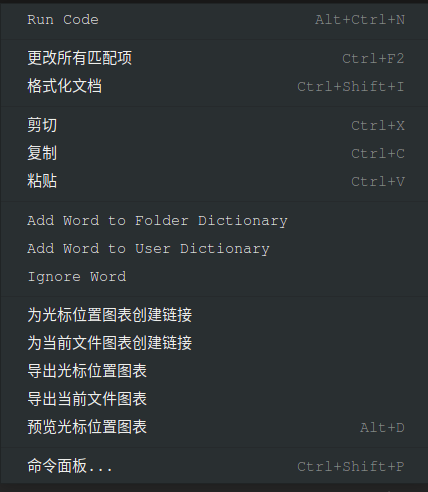 Run Code Alt+Ctrl+N
更改所有匹配项 Ctrl+F2
格式化文档 Ctrl+Shift+I
剪切 Ctrl+X
复制 Ctrl+C
粘贴 Ctrl+V
Add Word to Folder Dictionary
Add Word to User Dictionary
Ignore Word
为光标位置图表创建链接
为当前文件图表创建链接
导出光标位置图表
导出当前文件图表
预览光标位置图表 Alt+D
命令面板... Ctrl+Shift+P